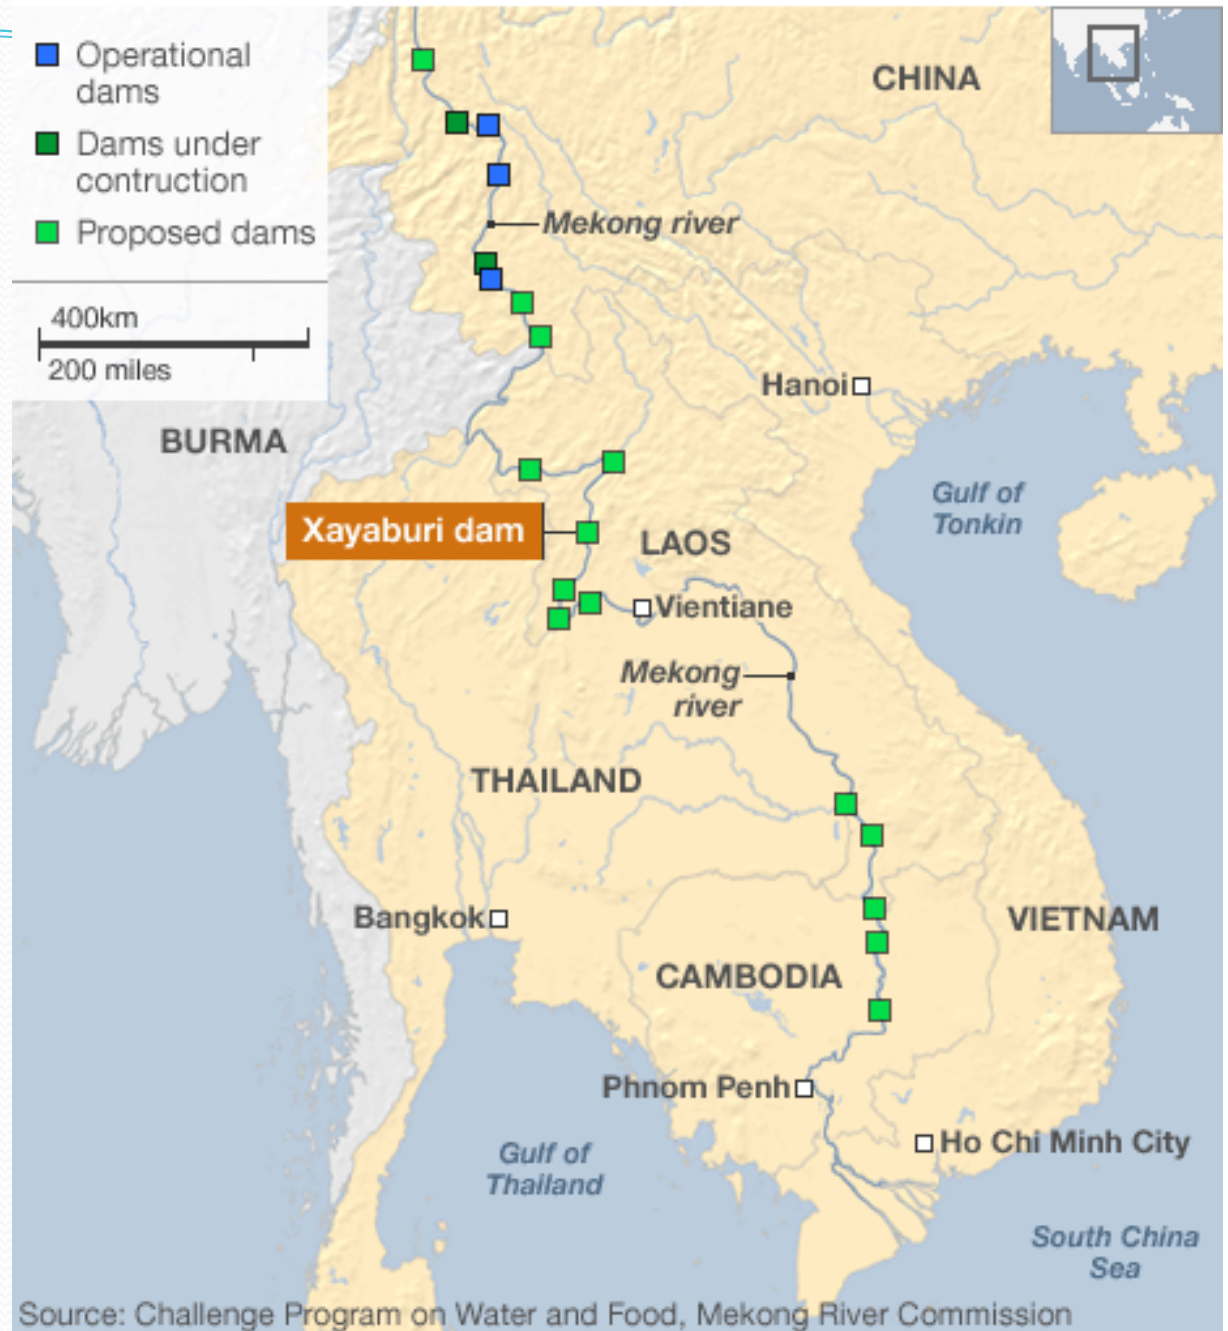 Operational
dams
Dams under
contruction
Proposed dams
400km
200 miles
CHINA
Mekong river
Hanoi
BURMA
Gulf of
Tonkin
Xayaburi dam
LAOS
Vientiane
Mekong
river
THAILAND
Bangkok
VIETNAM
CAMBODIA
Phnom Penh
Ho Chi Minh City
Gulf of
Thailand
South China
Sea
Source: Challenge Program on Water and Food, Mekong River Commission